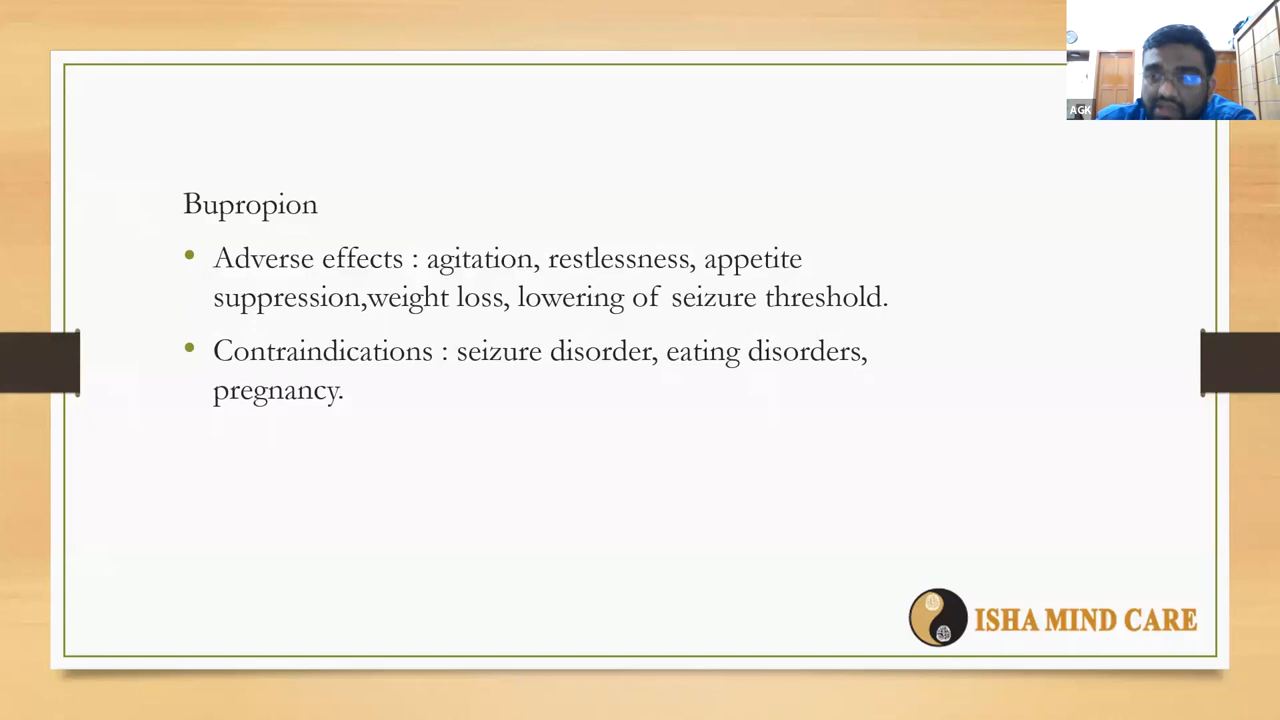 AGK
Bupropion
• Adverse effects : agitation, restlessness, appetite
suppression,weight loss, lowering of seizure threshold.
• Contraindications : seizure disorder, eating disorders,
pregnancy.
ISHA MIND CARE